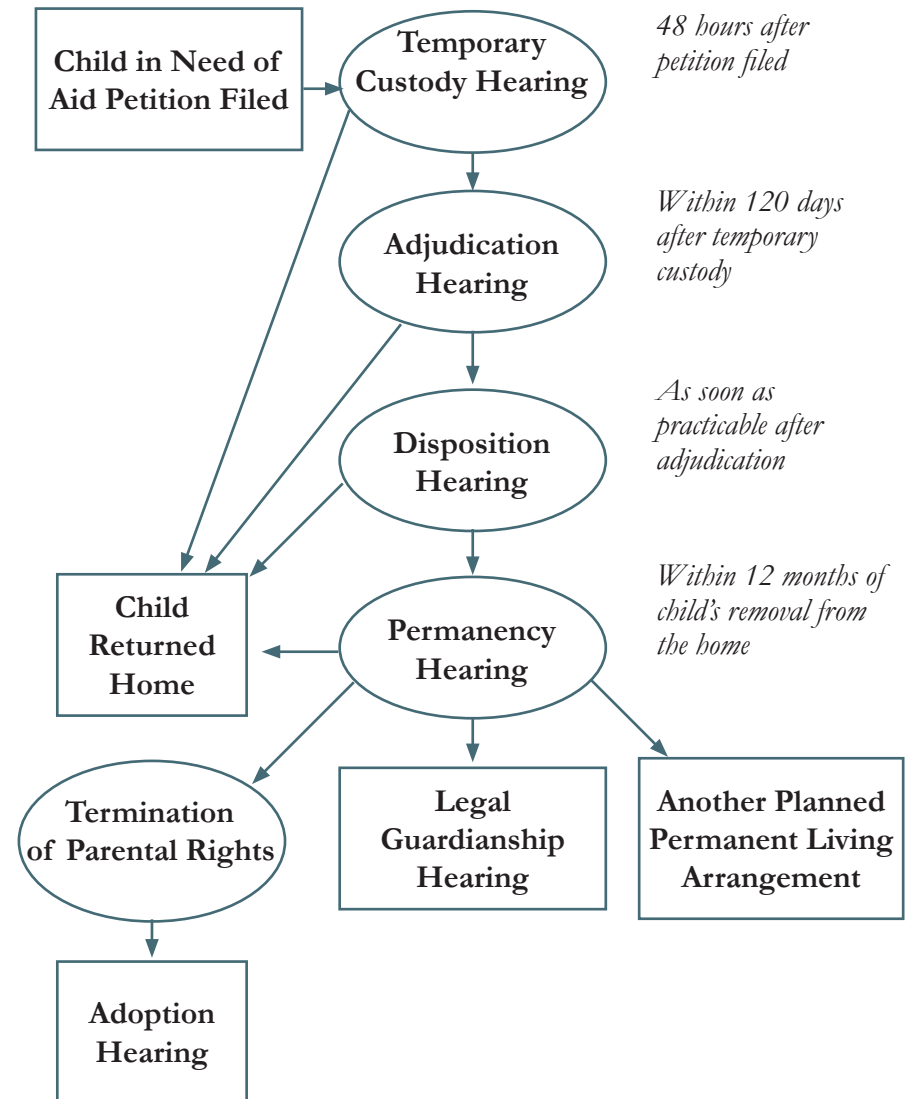 Child in Need of
Aid Petition Filed
Temporary
Custody Hearing
48 hours after
petition filed
Adjudication
Hearing
Within 120 days
after temporary
custody
Disposition
Hearing
As soon as
practicable after
adjudication
Child
Returned
Home
Permanency
Hearing
Within 12 months of
child's removal from
the home
Termination
of Parental Rights
Legal
Guardianship
Hearing
Another Planned
Permanent Living
Arrangement
Adoption
Hearing